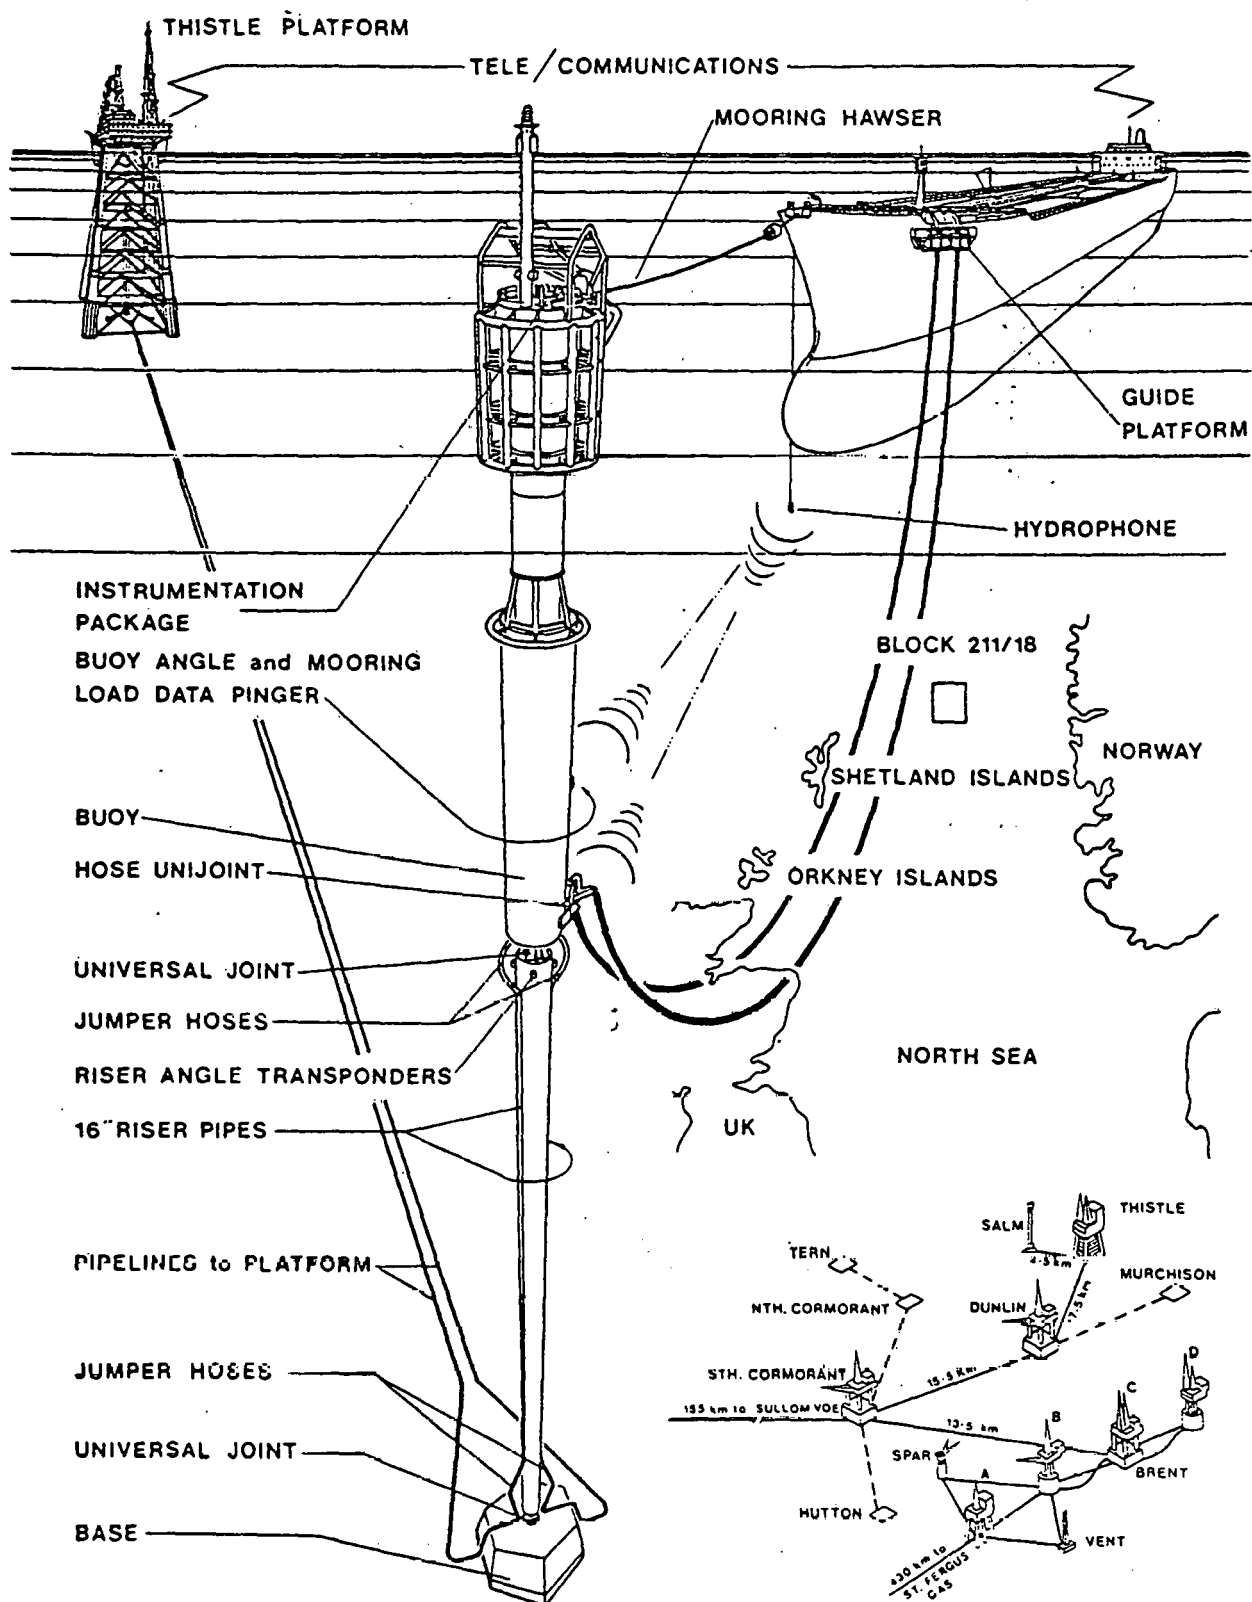 THISTLE PLATFORM
TELE/COMMUNICATIONS
MOORING HAWSER
GUIDE
PLATFORM
HYDROPHONE
INSTRUMENTATION
PACKAGE
BUOY ANGLE and MOORING
LOAD DATA PINGER
BLOCK 211/18
NORWAY
SHETLAND ISLANDS
BUOY
HOSE UNIJOINT
ORKNEY ISLANDS
UNIVERSAL JOINT
JUMPER HOSES
NORTH SEA
RISER ANGLE TRANSPONDERS
16" RISER PIPES
UK
PIPELINES to PLATFORM
JUMPER HOSES
UNIVERSAL JOINT
BASE
THISTLE
SALM
TERN
MURCHISON
NTH. CORMORANT
DUNLIN
7.5 km
STH. CORMORANT
15.5 Km
D
C
155 km to SULLOM VOE
13.5 km
B
SPAR
A
BRENT
HUTTON
VENT
430 km to
ST. FERGUS
GAS